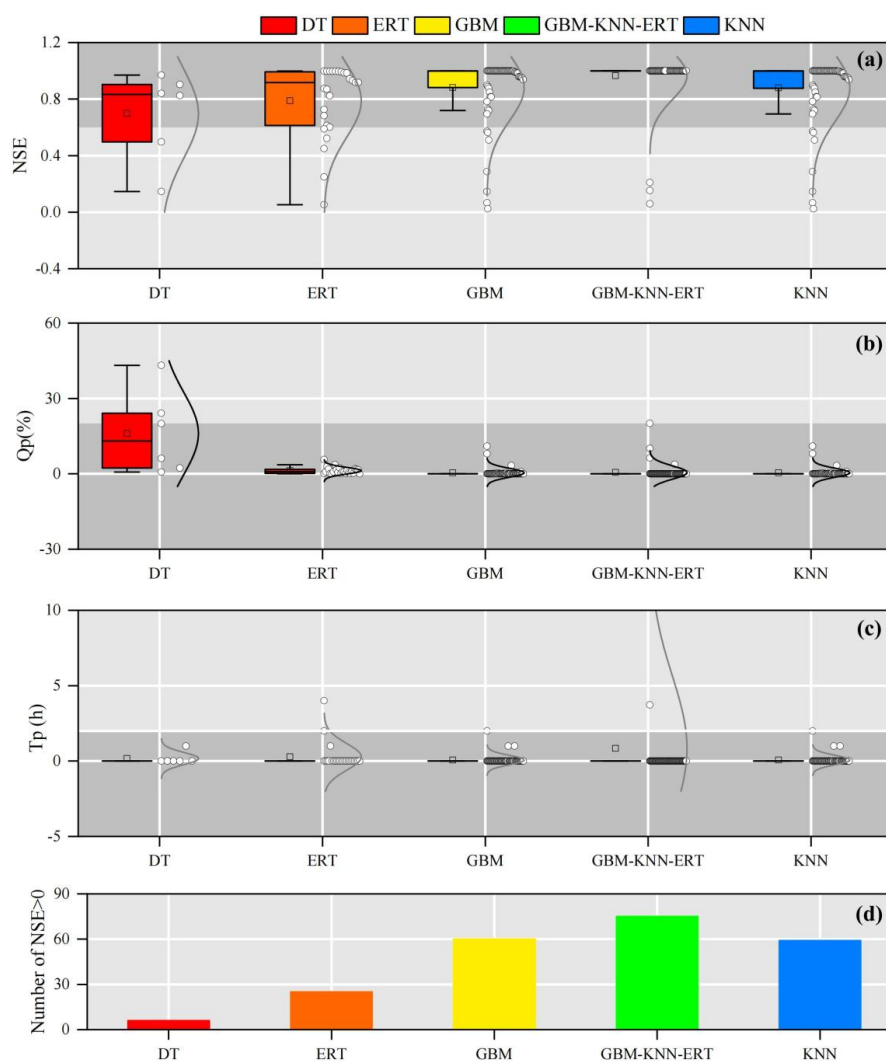 DT ERT GBM GBM-KNN-ERT KNN
(a)
1.2
0.8
0.4
0.0
-0.4
NSE
DT ERT GBM GBM-KNN-ERT KNN
(b)
60
30
0
-30
Qp(%)
DT ERT GBM GBM-KNN-ERT KNN
(c)
10
5
0
-5
Tp (h)
DT ERT GBM GBM-KNN-ERT KNN
(d)
90
60
30
0
Number of NSE>0
DT ERT GBM GBM-KNN-ERT KNN